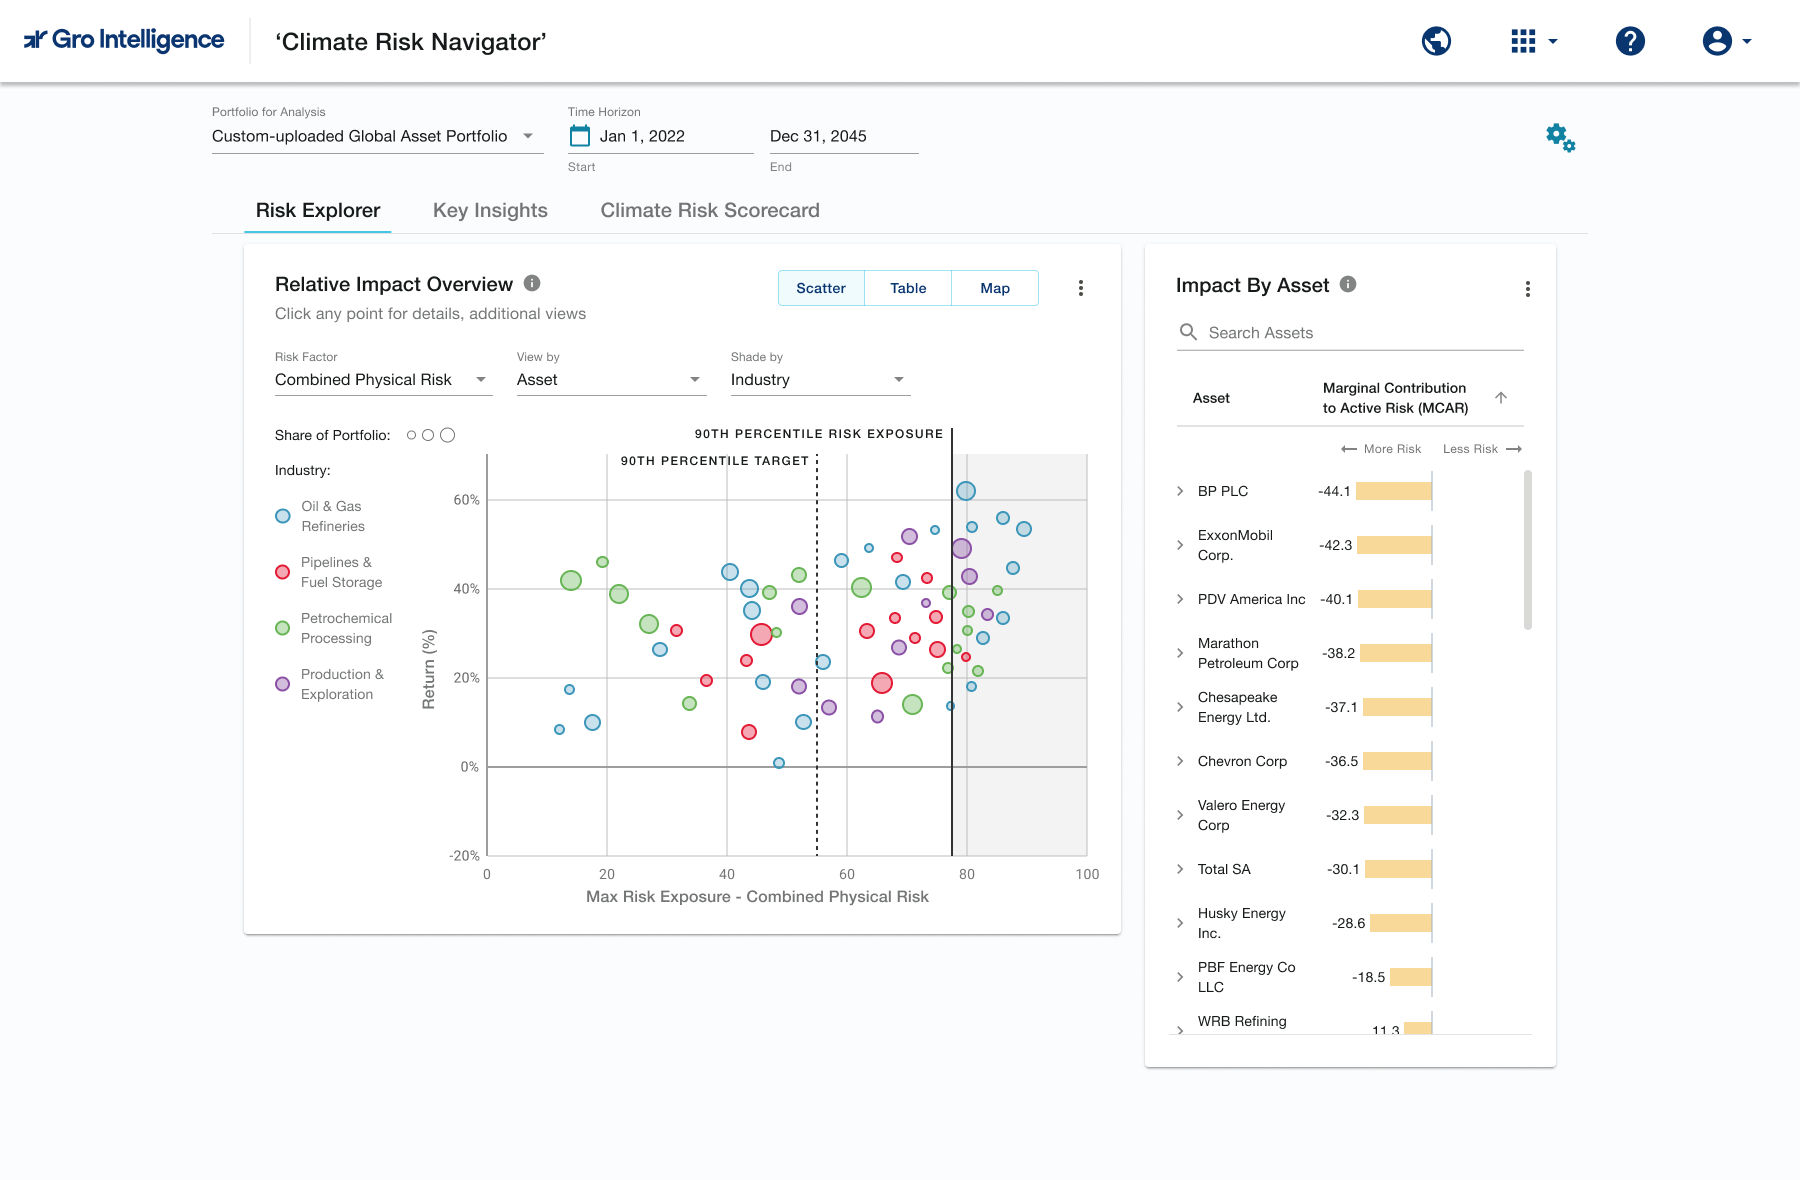 Gro Intelligence
‘Climate Risk Navigator’
Portfolio for Analysis
Custom-uploaded Global Asset Portfolio
Time Horizon
Jan 1, 2022
Dec 31, 2045
Start
End
Risk Explorer
Key Insights
Climate Risk Scorecard
Relative Impact Overview
Click any point for details, additional views
Scatter
Table
Map
Risk Factor
Combined Physical Risk
View by
Asset
Shade by
Industry
Share of Portfolio:
Industry:
Oil & Gas
Refineries
Pipelines &
Fuel Storage
Petrochemical
Processing
Production &
Exploration
90TH PERCENTILE RISK EXPOSURE
90TH PERCENTILE TARGET
Return (%)
60%
40%
20%
0%
-20%
0
20
40
60
80
100
Max Risk Exposure - Combined Physical Risk
Impact By Asset
Search Assets
Asset
Marginal Contribution
to Active Risk (MCAR)
More Risk
Less Risk
BP PLC
-44.1
ExxonMobil
Corp.
-42.3
PDV America Inc
-40.1
Marathon
Petroleum Corp
-38.2
Chesapeake
Energy Ltd.
-37.1
Chevron Corp
-36.5
Valero Energy
Corp
-32.3
Total SA
-30.1
Husky Energy
Inc.
-28.6
PBF Energy Co
LLC
-18.5
WRB Refining
11.3